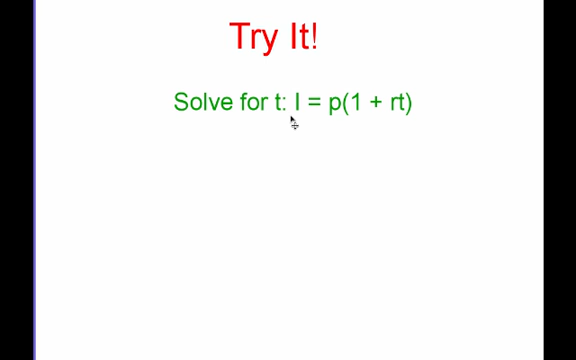 Try It!
Solve for t: I = p(1 + rt)